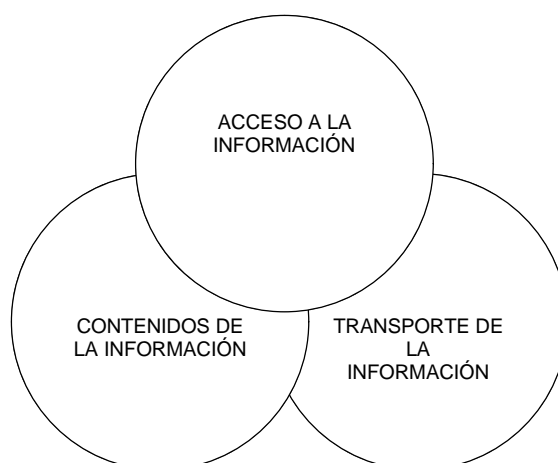 ACCESO A LA
INFORMACIÓN
CONTENIDOS DE
LA INFORMACIÓN
TRANSPORTE DE
LA
INFORMACIÓN